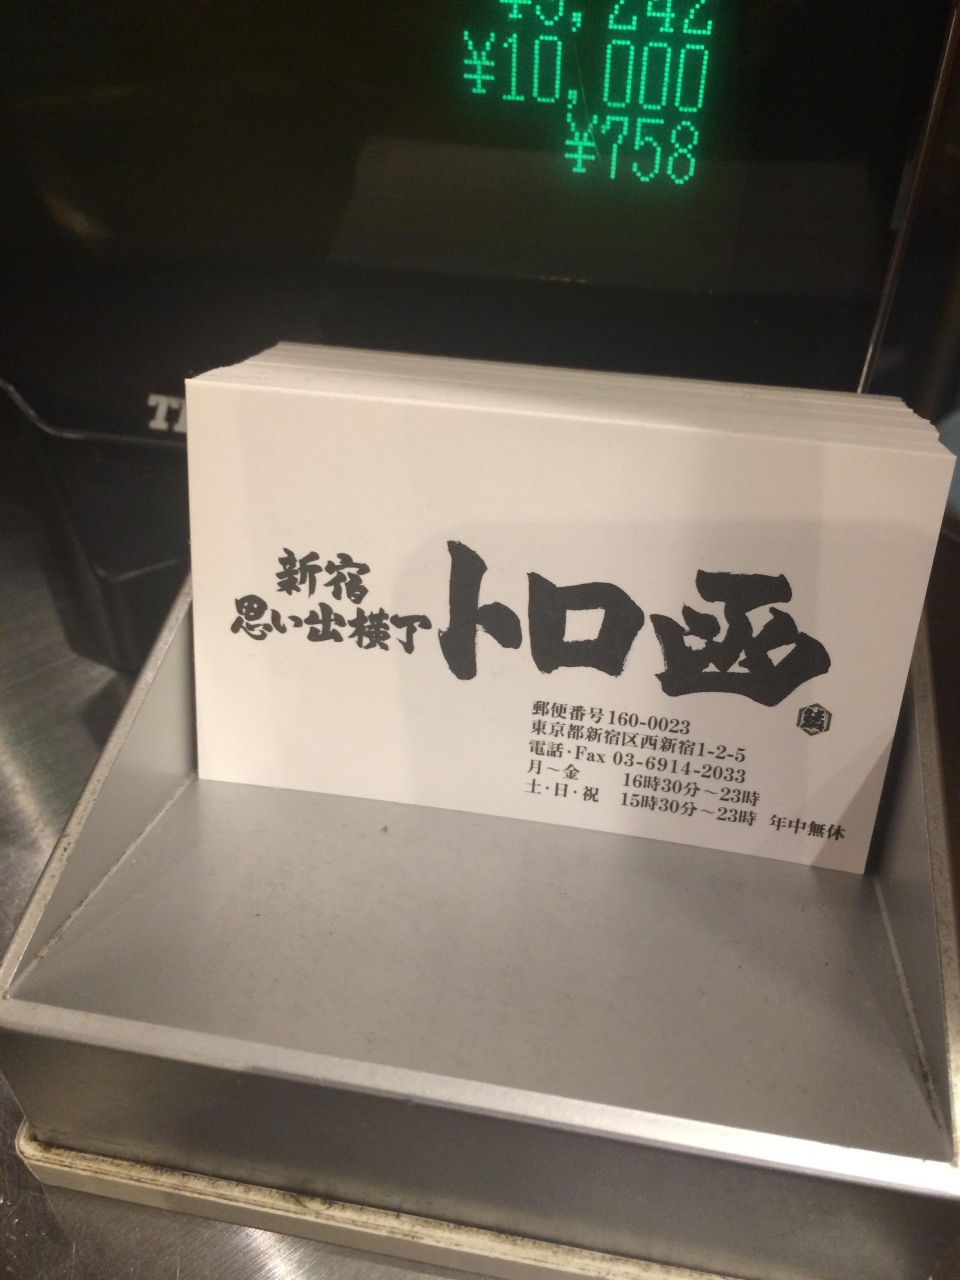 ¥9,242
¥10,000
¥758
新宿
思い出横丁
トロ函
郵便番号160-0023
東京都新宿区西新宿1-2-5
電話・Fax 03-6914-2033
月～金 16時30分～23時
土・日・祝 15時30分～23時 年中無休